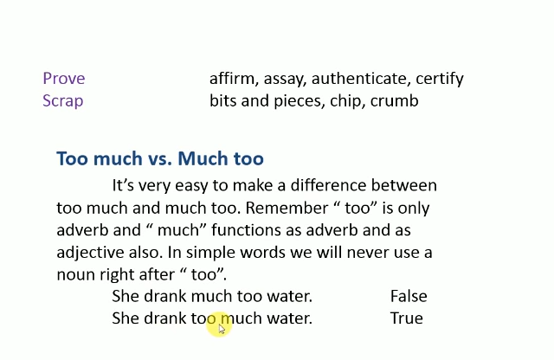 Prove affirm, assay, authenticate, certify
Scrap bits and pieces, chip, crumb
Too much vs. Much too
It's very easy to make a difference between
too much and much too. Remember “ too” is only
adverb and “ much” functions as adverb and as
adjective also. In simple words we will never use a
noun right after “ too”.
She drank much too water. False
She drank too much water. True